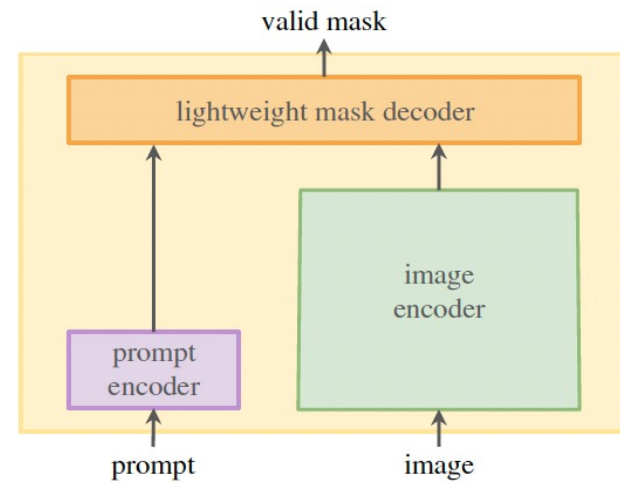 valid mask
lightweight mask decoder
image
encoder
prompt
encoder
prompt
image